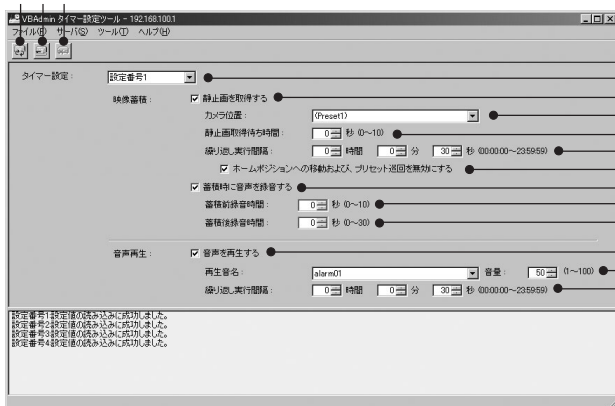 VBAdmin タイマー設定ツール - 192.168.100.1
ファイル(F) サーバ(S) ツール(T) ヘルプ(H)
タイマー設定: 設定番号1
映像蓄積: 静止画を取得する
カメラ位置: (Preset1)
静止画取得待ち時間: 0 秒 (0～10)
繰り返し実行間隔: 0 時間 0 分 30 秒 (00:00:00～23:59:59)
ホームポジションへの移動および、プリセット巡回を無効にする
蓄積時に音声を録音する
蓄積前録音時間: 0 秒 (0～10)
蓄積後録音時間: 0 秒 (0～30)
音声再生: 音声を再生する
再生音名: alarm01 音量: 50 (1～100)
繰り返し実行間隔: 0 時間 0 分 30 秒 (00:00:00～23:59:59)
設定番号1:設定値の読み込みに成功しました。
設定番号2:設定値の読み込みに成功しました。
設定番号3:設定値の読み込みに成功しました。
設定番号4:設定値の読み込みに成功しました。